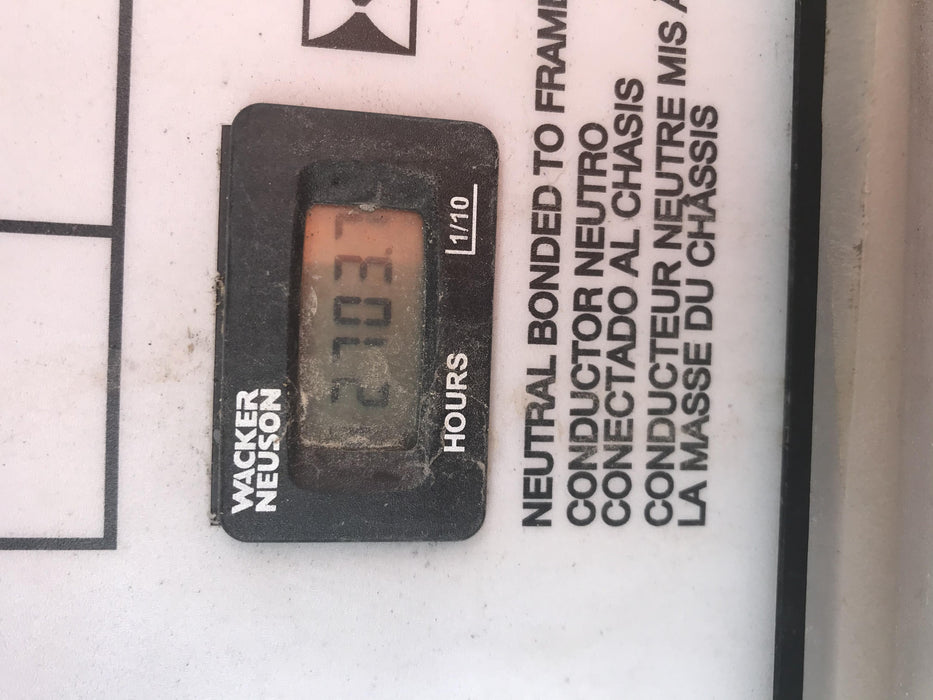 WACKER
NEUSON
27037
HOURS
1/10
NEUTRAL BONDED TO FRAME
CONDUCTOR NEUTRO
CONECTADO AL CHASIS
CONDUCTEUR NEUTRE MIS À
LA MASSE DU CHÂSSIS